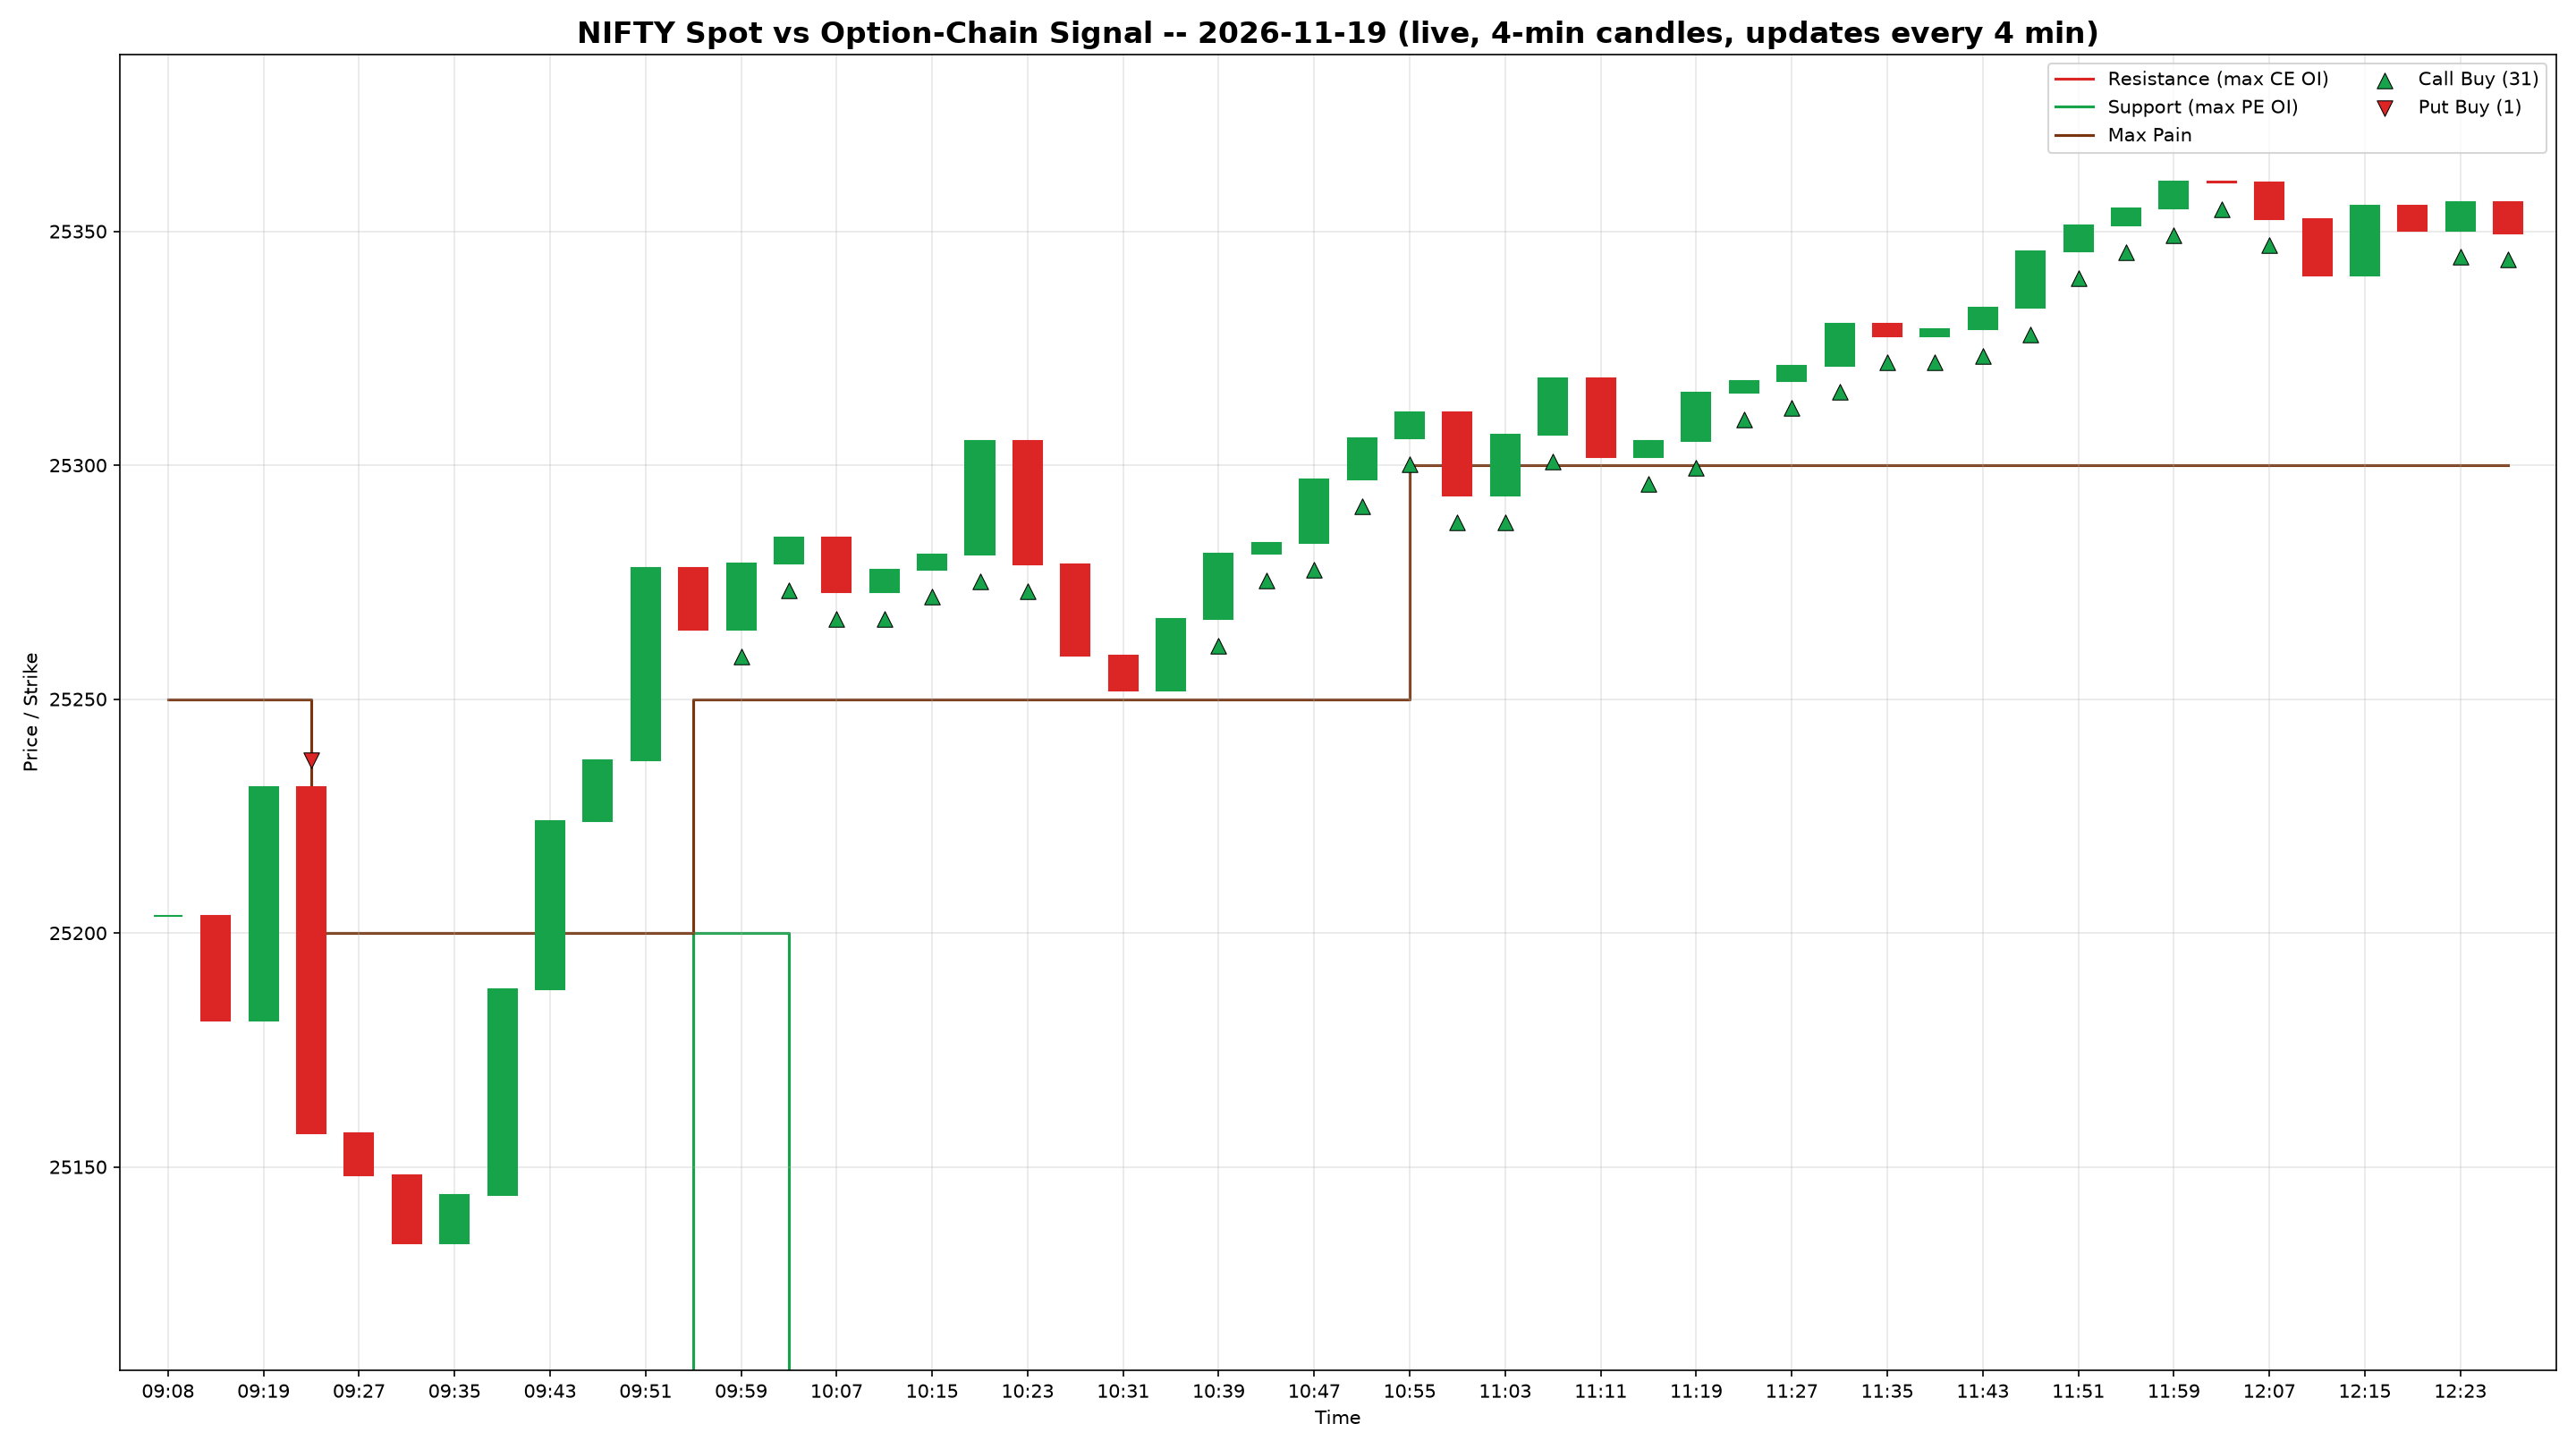 NIFTY Spot vs Option-Chain Signal -- 2026-11-19 (live, 4-min candles, updates every 4 min)
Resistance (max CE OI)
Support (max PE OI)
Max Pain
Call Buy (31)
Put Buy (1)
Price / Strike
25350
25300
25250
25200
25150
09:08 09:19 09:27 09:35 09:43 09:51 09:59 10:07 10:15 10:23 10:31 10:39 10:47 10:55 11:03 11:11 11:19 11:27 11:35 11:43 11:51 11:59 12:07 12:15 12:23
Time